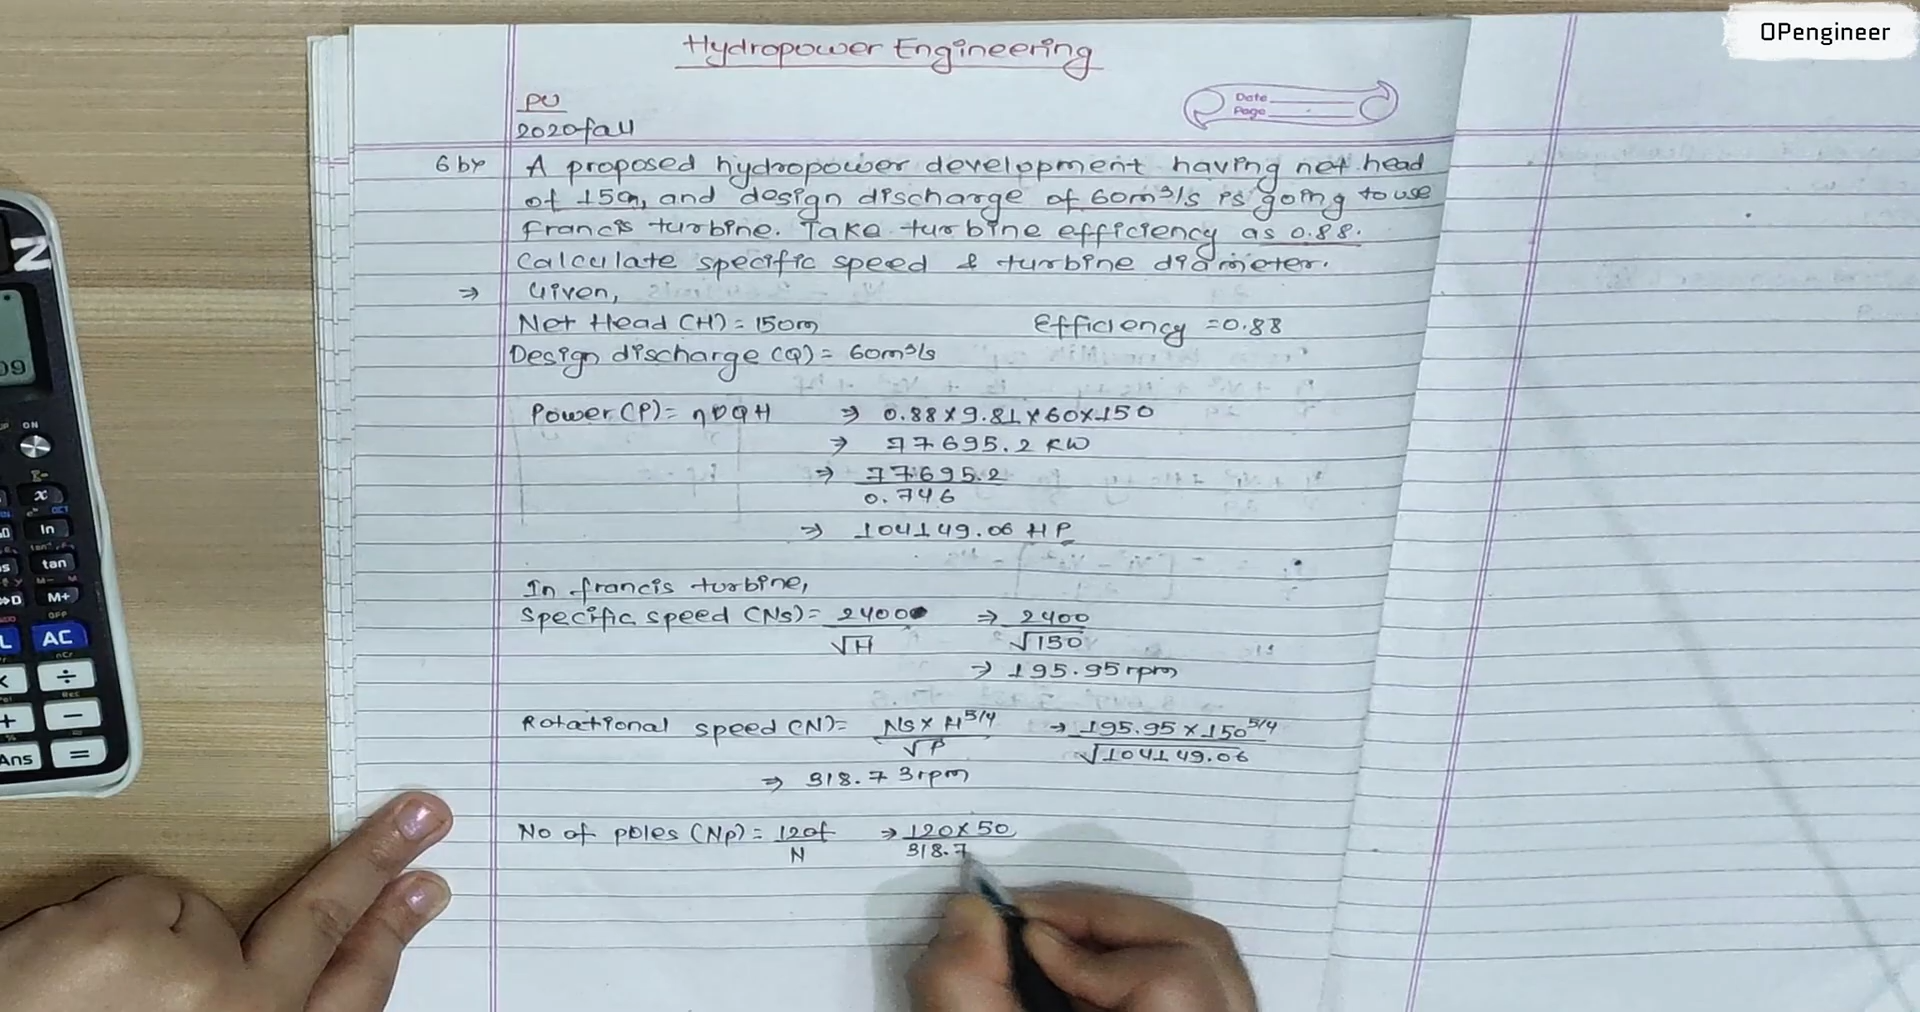 OPengineer
Hydropower Engineering
Date
Page
PU
2020 fall
6 b)
A proposed hydropower development having net head
of 150m, and design discharge of 60m³/s is going to use
Francis turbine. Take turbine efficiency as 0.88.
Calculate specific speed & turbine diameter.
⇒ Given,
Net Head (H) = 150m Efficiency = 0.88
Design discharge (Q) = 60m³/s
Power (P) = ηρQH ⇒ 0.88×9.81×60×150
⇒ 77695.2 KW
⇒ 77695.2
0.746
⇒ 104149.06 HP
In francis turbine,
Specific speed (Ns) = 2400 ⇒ 2400
√H √150
⇒ 195.95 rpm
Rotational speed (N) = Ns × H^5/4 → 195.95 × 150^5/4
√P √104149.06
⇒ 318.73 rpm
No of poles (Np) = 120f ⇒ 120×50
N 318.7
ON
x
ln
tan
M+
AC
÷
+
−
Ans
=